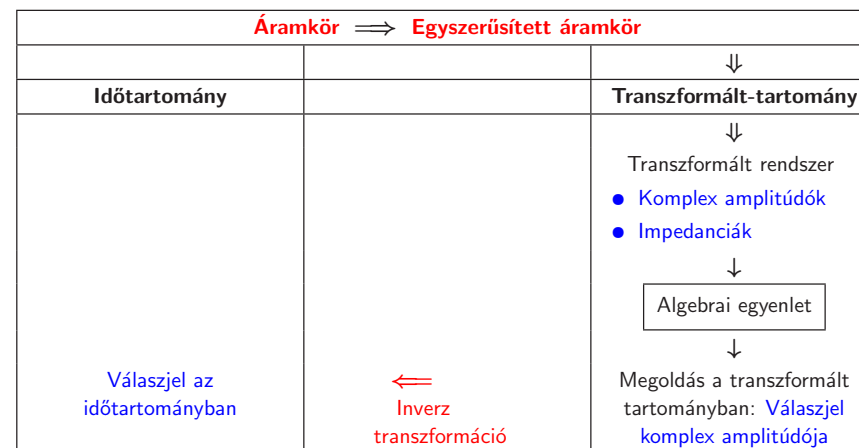 Áramkör ⟹ Egyszerűsített áramkör
⇓
Időtartomány
Transzformált-tartomány
⇓
Transzformált rendszer
● Komplex amplitúdók
● Impedanciák
↓
Algebrai egyenlet
↓
Válaszjel az
időtartományban
⟸
Inverz
transzformáció
Megoldás a transzformált
tartományban: Válaszjel
komplex amplitúdója